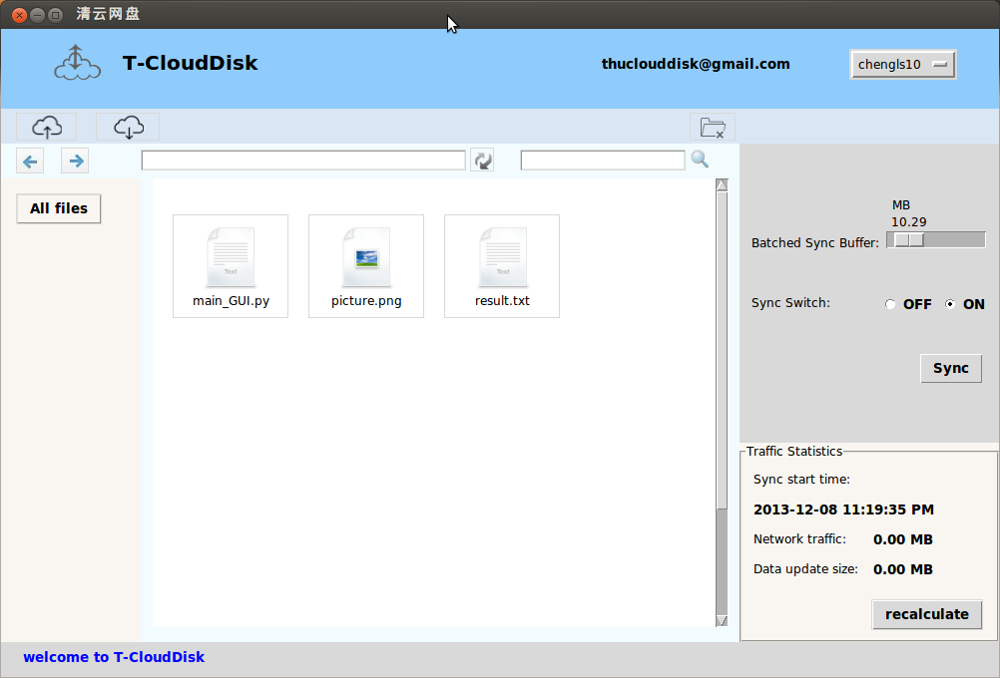 清云网盘
T-CloudDisk
thuclouddisk@gmail.com
chengls10
All files
Text
main_GUI.py
picture.png
Text
result.txt
MB
10.29
Batched Sync Buffer:
Sync Switch:
OFF
ON
Sync
Traffic Statistics
Sync start time:
2013-12-08 11:19:35 PM
Network traffic: 0.00 MB
Data update size: 0.00 MB
recalculate
welcome to T-CloudDisk